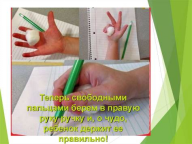 Теперь свободными
пальцами берем в правую
руку ручку и, о чудо,
ребенок держит ее
правильно!